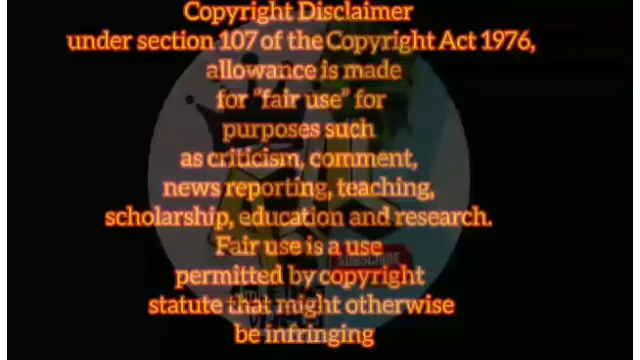 Copyright Disclaimer
under section 107 of the Copyright Act 1976,
allowance is made
for "fair use" for
purposes such
as criticism, comment,
news reporting, teaching,
scholarship, education and research.
Fair use is a use
SUBSCRIBE
permitted by copyright
statute that might otherwise
be infringing